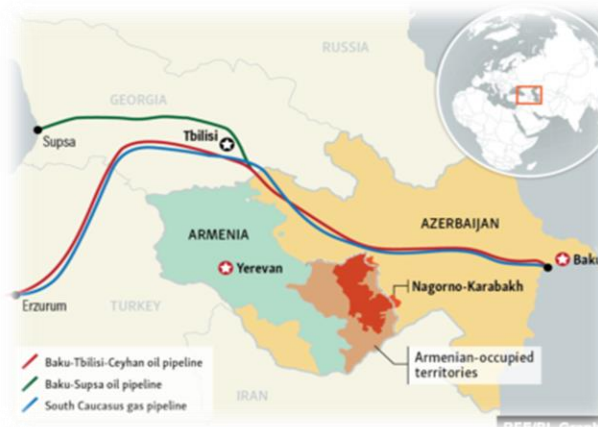 RUSSIA
GEORGIA
Supsa
Tbilisi
ARMENIA
AZERBAIJAN
Yerevan
Baku
Nagorno-Karabakh
Erzurum
TURKEY
Armenian-occupied
territories
IRAN
Baku-Tbilisi-Ceyhan oil pipeline
Baku-Supsa oil pipeline
South Caucasus gas pipeline